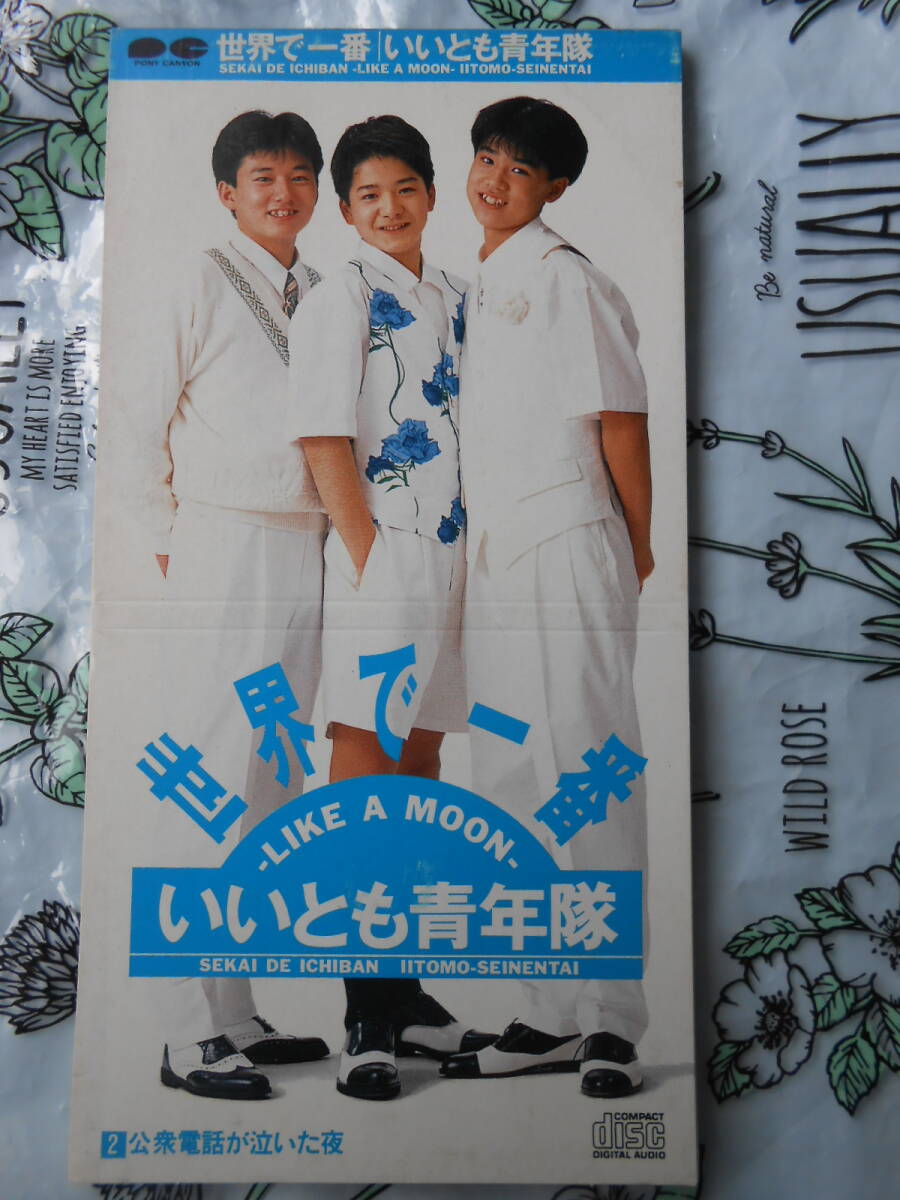 PONY CANYON
世界で一番 いいとも青年隊
SEKAI DE ICHIBAN -LIKE A MOON- IITOMO-SEINENTAI
世界で一番
-LIKE A MOON-
いいとも青年隊
SEKAI DE ICHIBAN IITOMO-SEINENTAI
2 公衆電話が泣いた夜
COMPACT
disc
DIGITAL AUDIO
MY HEART IS MORE
SATISFIED ENJOYING
Be natural
USUALLY
WILD ROSE